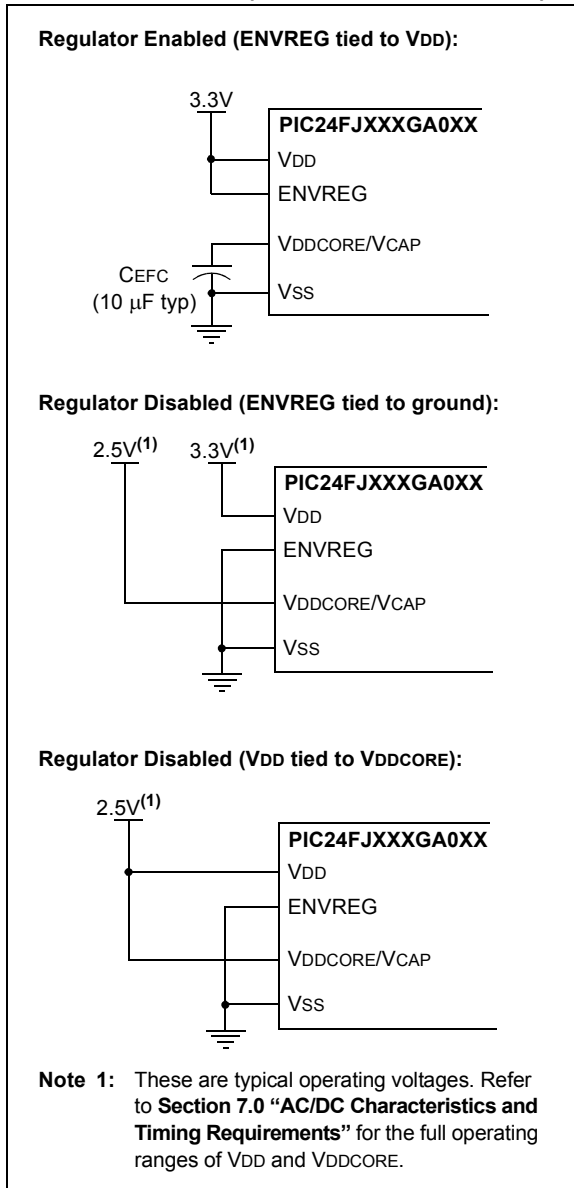 Regulator Enabled (ENVREG tied to VDD):
3.3V
PIC24FJXXXGA0XX
VDD
ENVREG
VDDCORE/VCAP
CEFC
(10 μF typ)
VSS
Regulator Disabled (ENVREG tied to ground):
2.5V(1)
3.3V(1)
PIC24FJXXXGA0XX
VDD
ENVREG
VDDCORE/VCAP
VSS
Regulator Disabled (VDD tied to VDDCORE):
2.5V(1)
PIC24FJXXXGA0XX
VDD
ENVREG
VDDCORE/VCAP
VSS
Note 1: These are typical operating voltages. Refer
to Section 7.0 “AC/DC Characteristics and
Timing Requirements” for the full operating
ranges of VDD and VDDCORE.